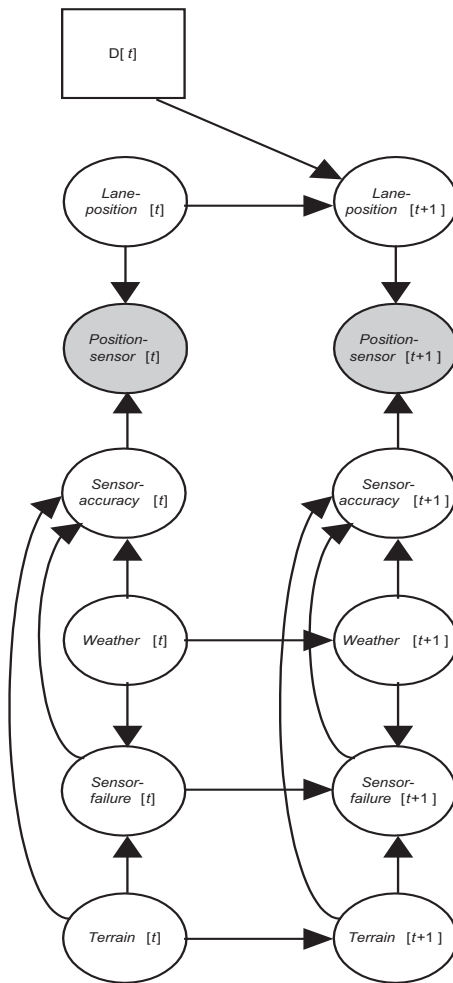 D[ t]
Lane-
position [t]
Lane-
position [t+1 ]
Position-
sensor [t]
Position-
sensor [t+1 ]
Sensor-
accuracy [t]
Sensor-
accuracy [t+1]
Weather [t]
Weather [t+1 ]
Sensor-
failure [t]
Sensor-
failure [t+1 ]
Terrain [t]
Terrain [t+1 ]